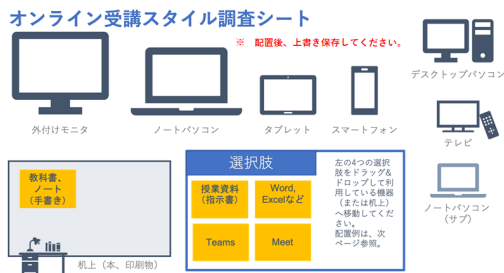 オンライン受講スタイル調査シート
※　配置後、上書き保存してください。
外付けモニタ
ノートパソコン
タブレット
スマートフォン
デスクトップパソコン
テレビ
ノートパソコン
（サブ）
教科書、
ノート
（手書き）
机上（本、印刷物）
選択肢
授業資料
（指示書）
Word,
Excelなど
Teams
Meet
左の4つの選択
肢をドラッグ&
ドロップして利
用している機器
（または机上）
へ移動してくだ
さい。
配置例は、次
ページ参照。